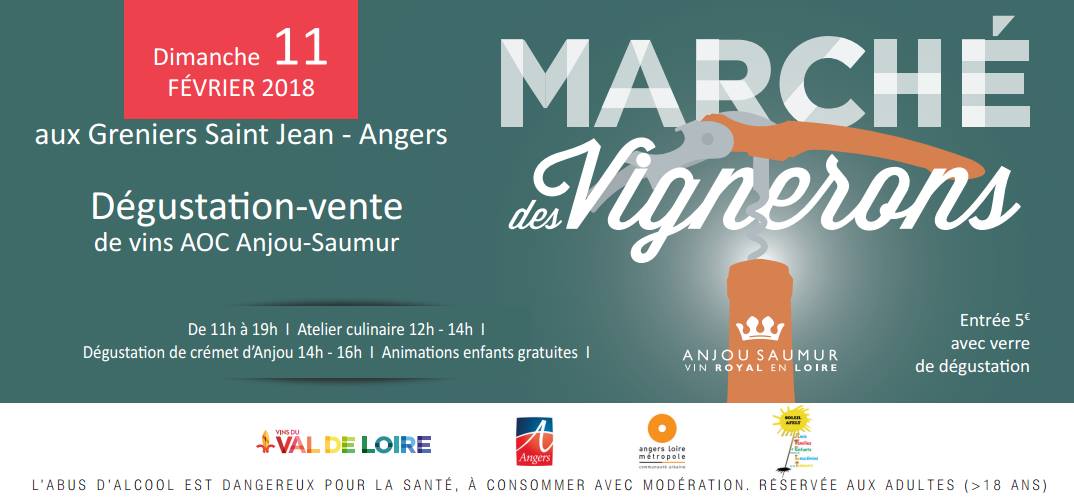 Dimanche 11
FÉVRIER 2018
aux Greniers Saint Jean - Angers
Dégustation-vente
de vins AOC Anjou-Saumur
De 11h à 19h I Atelier culinaire 12h - 14h I
Dégustation de crémet d'Anjou 14h - 16h I Animations enfants gratuites I
MARCHÉ
des Vignerons
ANJOU SAUMUR
VIN ROYAL EN LOIRE
Entrée 5€
avec verre
de dégustation
VINS DU
VAL DE LOIRE
Angers
angers Loire
métropole
communauté urbaine
SOLEIL
AFELT
L'ABUS D'ALCOOL EST DANGEREUX POUR LA SANTÉ, À CONSOMMER AVEC MODÉRATION. RÉSERVÉE AUX ADULTES (>18 ANS)